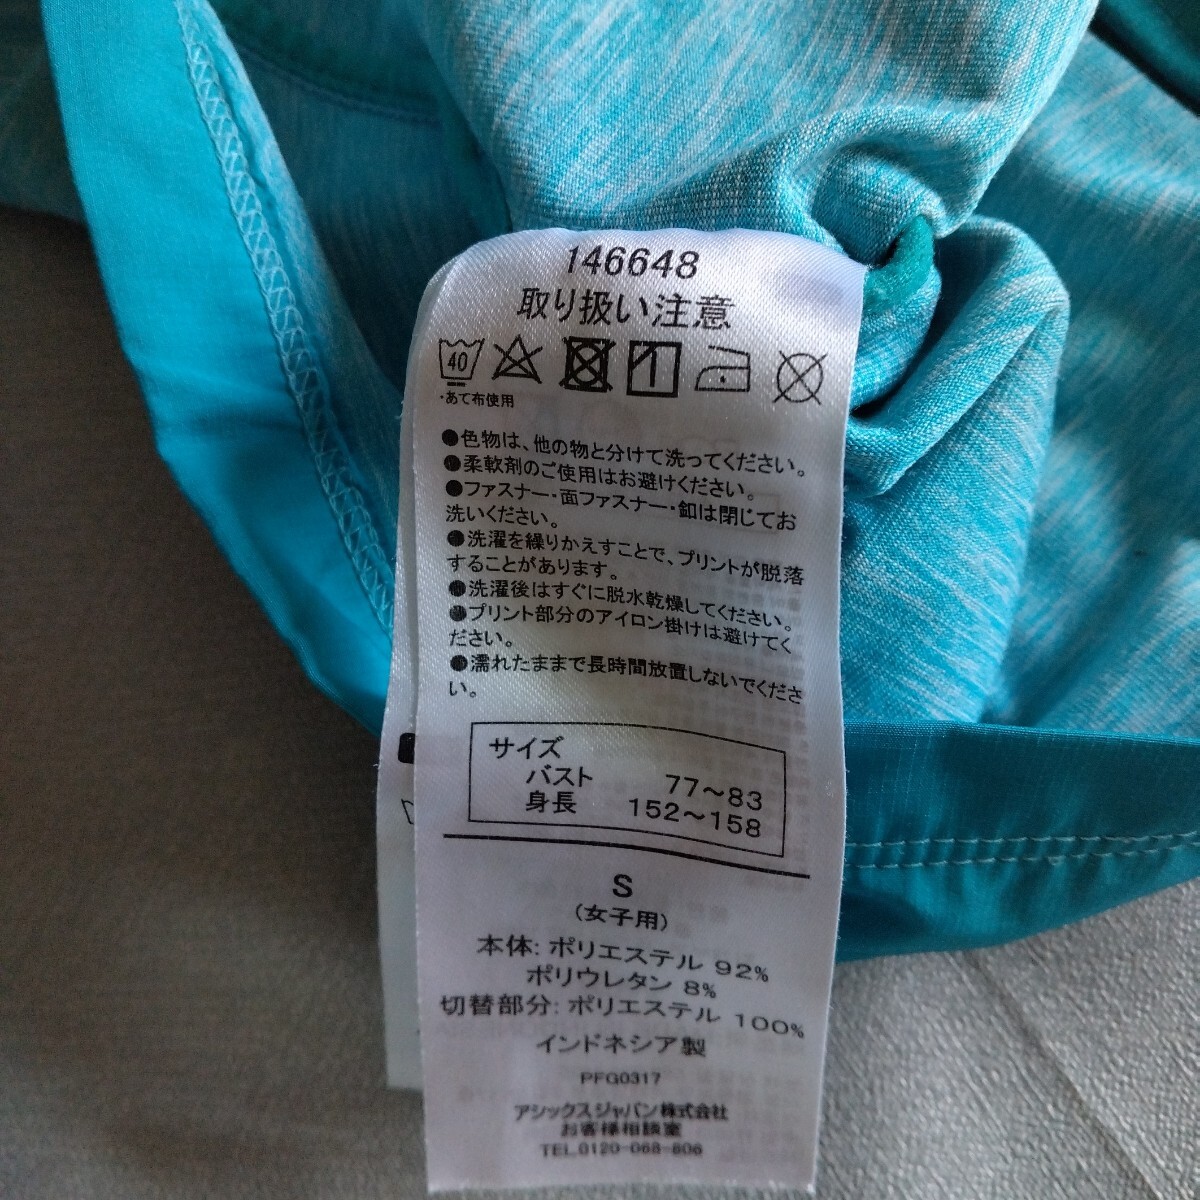 146648
取り扱い注意
40
・あて布使用
●色物は、他の物と分けて洗ってください。
●柔軟剤のご使用はお避けください。
●ファスナー・面ファスナー・釦は閉じてお
洗いください。
●洗濯を繰りかえすことで、プリントが脱落
することがあります。
●洗濯後はすぐに脱水乾燥してください。
●プリント部分のアイロン掛けは避けてく
ださい。
●濡れたままで長時間放置しないでくださ
い。
サイズ
バスト 77～83
身長 152～158
S
(女子用)
本体: ポリエステル 92%
ポリウレタン 8%
切替部分: ポリエステル 100%
インドネシア製
PFG0317
アシックスジャパン株式会社
お客様相談室
TEL.0120-068-806